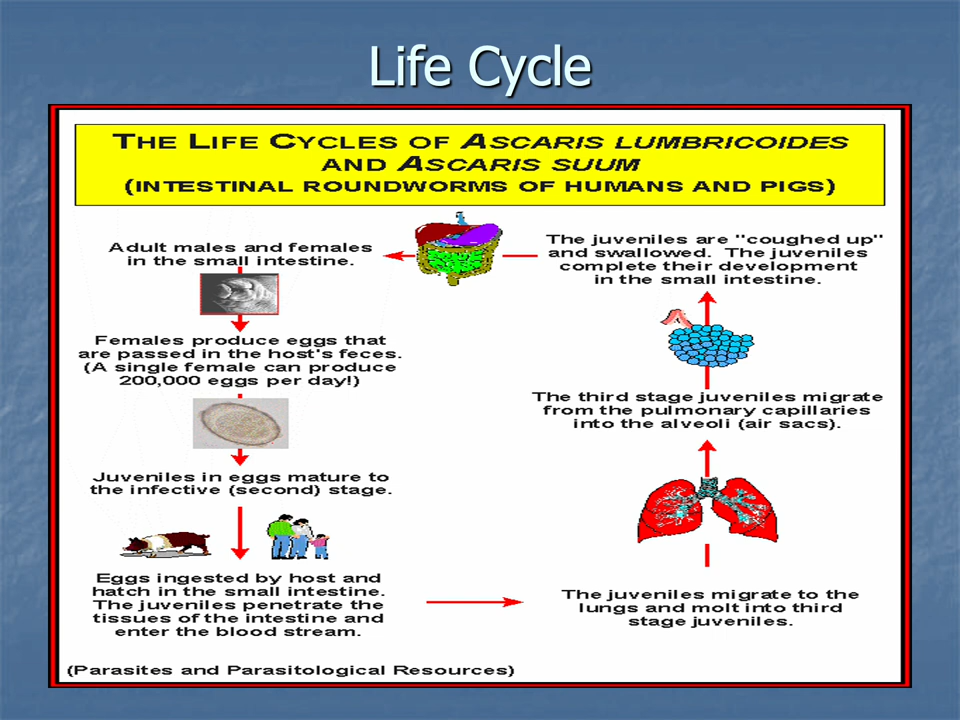 Life Cycle
THE LIFE CYCLES OF ASCARIS LUMBRICOIDES
AND ASCARIS SUUM
(INTESTINAL ROUNDWORMS OF HUMANS AND PIGS)
Adult males and females
in the small intestine.
Females produce eggs that
are passed in the host's feces.
(A single female can produce
200,000 eggs per day!)
Juveniles in eggs mature to
the infective (second) stage.
Eggs ingested by host and
hatch in the small intestine.
The juveniles penetrate the
tissues of the intestine and
enter the blood stream.
The juveniles migrate to the
lungs and molt into third
stage juveniles.
The third stage juveniles migrate
from the pulmonary capillaries
into the alveoli (air sacs).
The juveniles are "coughed up"
and swallowed. The juveniles
complete their development
in the small intestine.
(Parasites and Parasitological Resources)